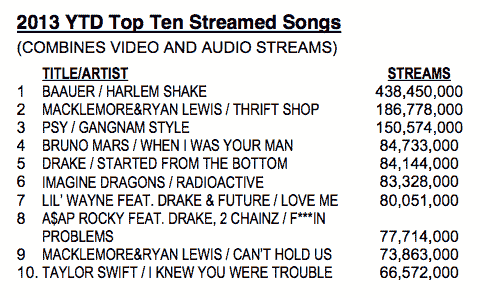 2013 YTD Top Ten Streamed Songs
(COMBINES VIDEO AND AUDIO STREAMS)
TITLE/ARTIST STREAMS
1 BAAUER / HARLEM SHAKE 438,450,000
2 MACKLEMORE&RYAN LEWIS / THRIFT SHOP 186,778,000
3 PSY / GANGNAM STYLE 150,574,000
4 BRUNO MARS / WHEN I WAS YOUR MAN 84,733,000
5 DRAKE / STARTED FROM THE BOTTOM 84,144,000
6 IMAGINE DRAGONS / RADIOACTIVE 83,328,000
7 LIL' WAYNE FEAT. DRAKE & FUTURE / LOVE ME 80,051,000
8 A$AP ROCKY FEAT. DRAKE, 2 CHAINZ / F***IN
PROBLEMS 77,714,000
9 MACKLEMORE&RYAN LEWIS / CAN'T HOLD US 73,863,000
10. TAYLOR SWIFT / I KNEW YOU WERE TROUBLE 66,572,000